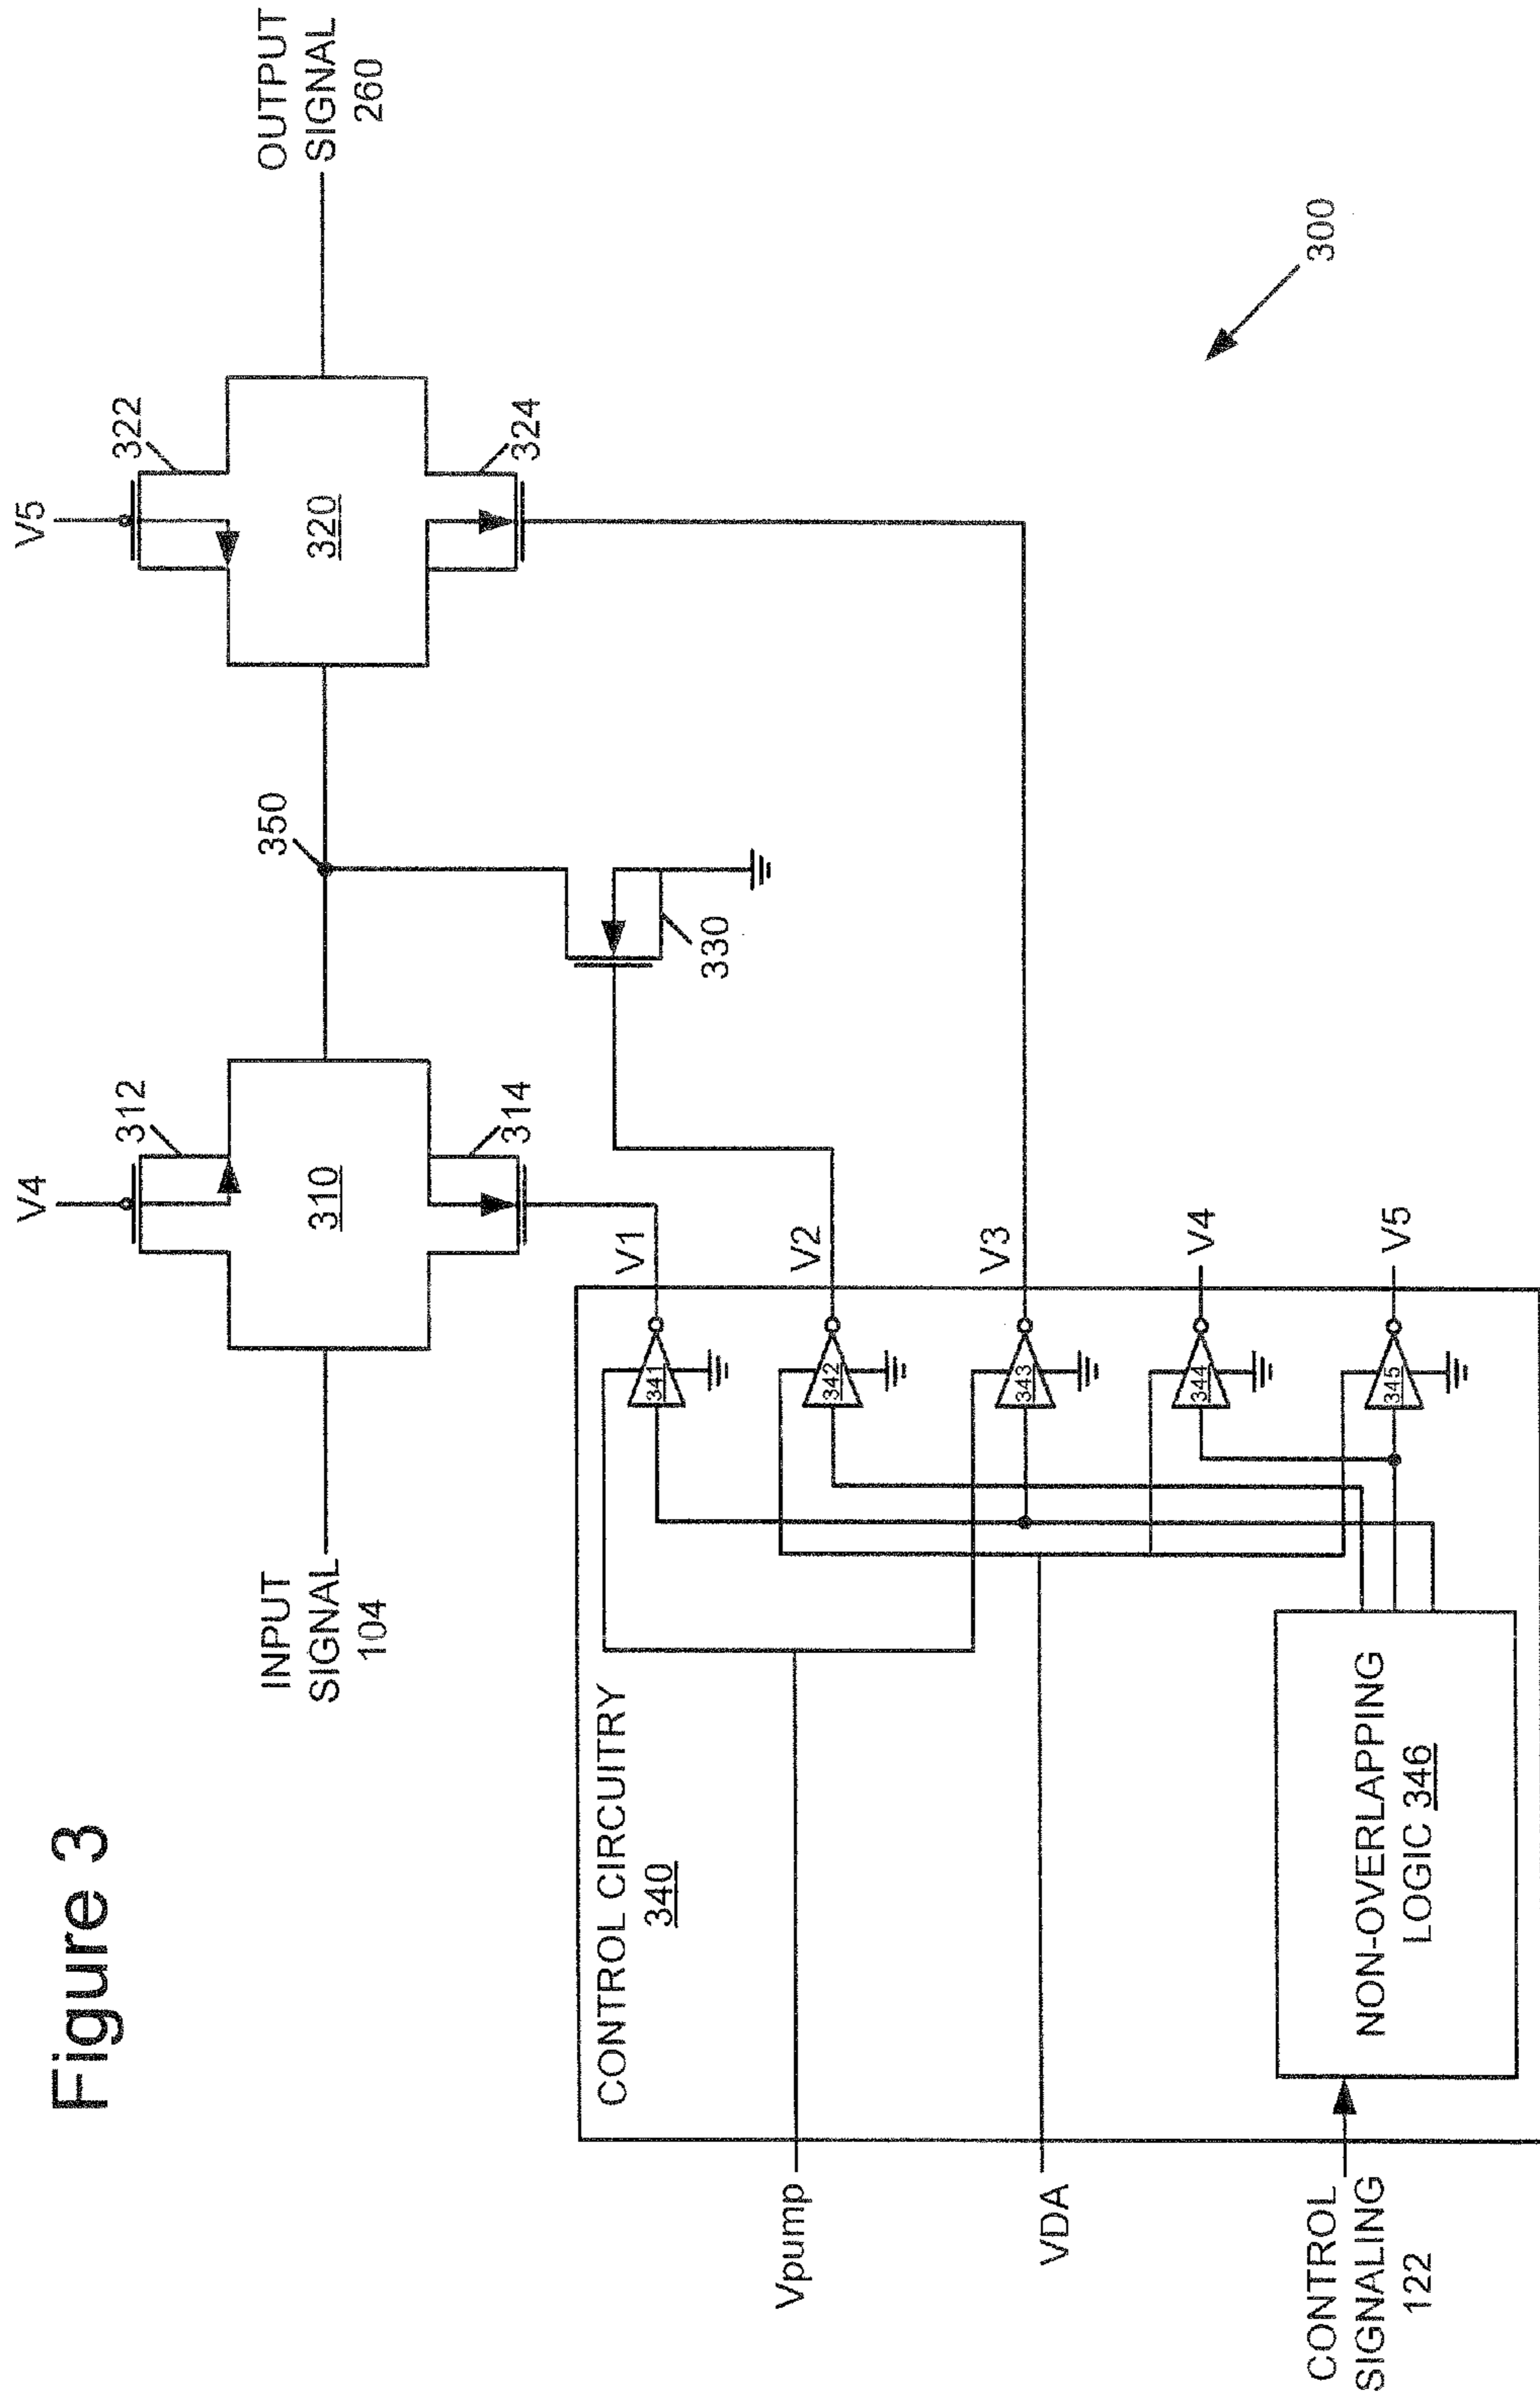 Figure 3
V4
V5
312
322
INPUT
SIGNAL
104
310
350
320
OUTPUT
SIGNAL
260
314
324
330
CONTROL CIRCUITRY
340
V1
341
V2
342
V3
343
V4
344
V5
345
Vpump
VDA
CONTROL
SIGNALING
122
NON-OVERLAPPING
LOGIC 346
300